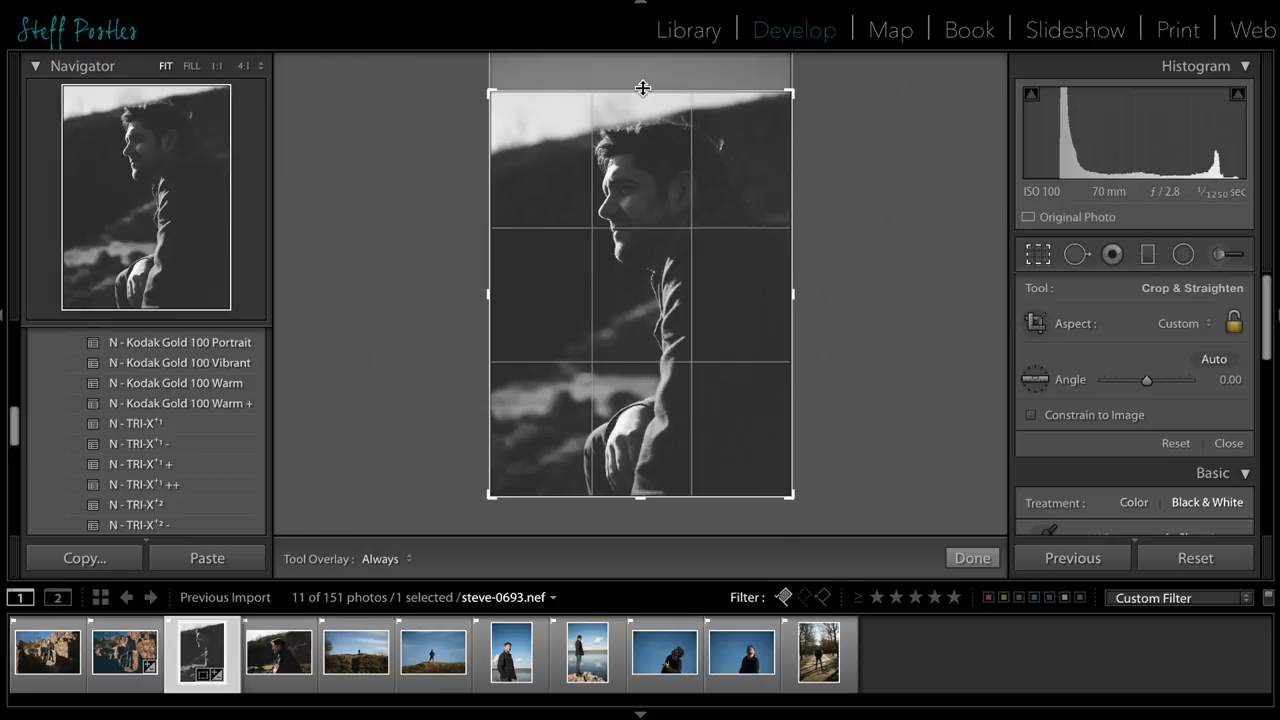 Steff Postles
Library | Develop | Map | Book | Slideshow | Print | Web
Navigator FIT FILL 1:1 4:1
Histogram
ISO 100 70 mm ƒ / 2.8 1/1250 sec
Original Photo
Tool : Crop & Straighten
Aspect : Custom
Auto
Angle 0.00
Constrain to Image
Reset Close
Basic
Treatment : Color | Black & White
N - Kodak Gold 100 Portrait
N - Kodak Gold 100 Vibrant
N - Kodak Gold 100 Warm
N - Kodak Gold 100 Warm +
N - TRI-X+1
N - TRI-X+1 -
N - TRI-X+1 +
N - TRI-X+1 ++
N - TRI-X+2
N - TRI-X+2 -
Copy... Paste
Tool Overlay : Always Done
Previous Reset
1 2 Previous Import 11 of 151 photos / 1 selected / steve-0693.nef Filter : ≥ Custom Filter